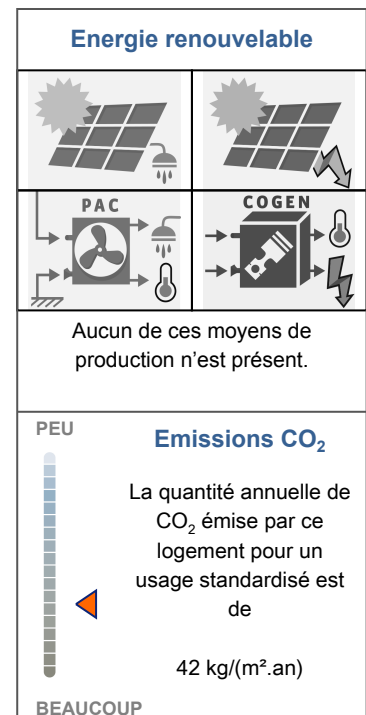 Energie renouvelable
PAC
COGEN
Aucun de ces moyens de
production n'est présent.
PEU
Emissions CO₂
La quantité annuelle de
CO₂ émise par ce
logement pour un
usage standardisé est
de
42 kg/(m².an)
BEAUCOUP